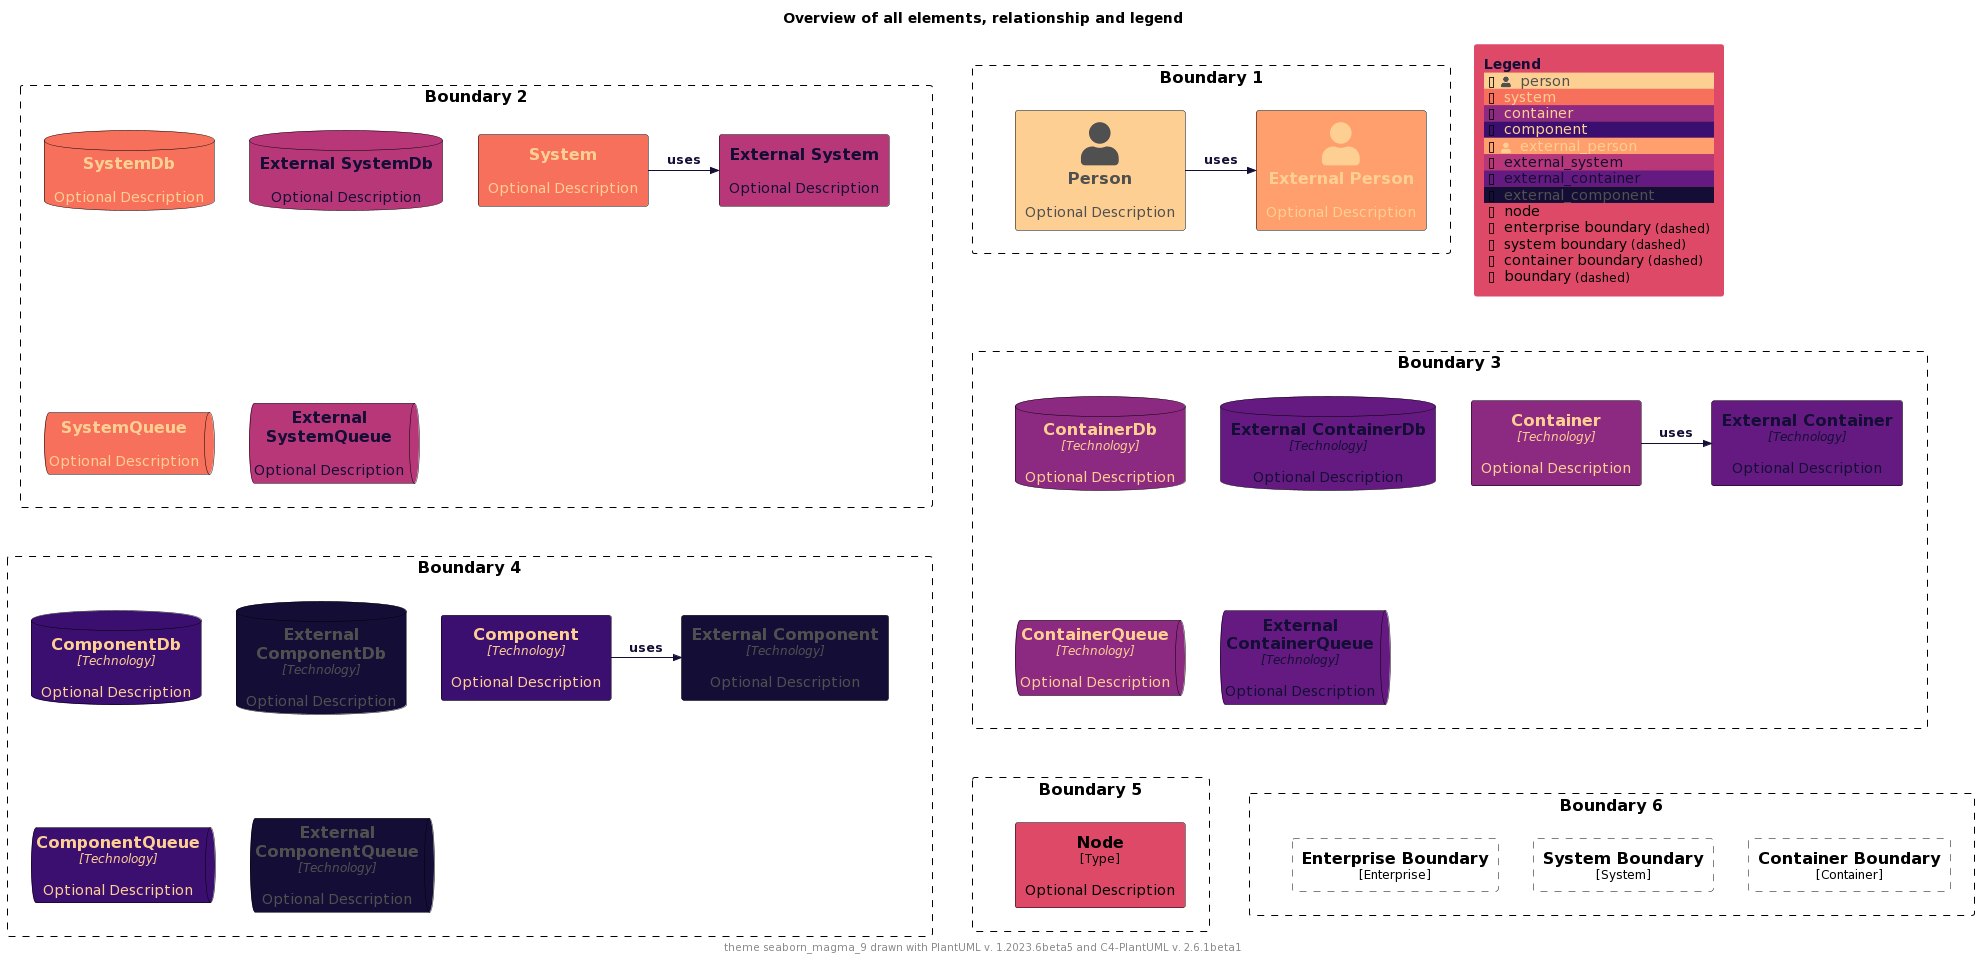 Overview of all elements, relationship and legend
Boundary 2
SystemDb
Optional Description
External SystemDb
Optional Description
System
Optional Description
uses
External System
Optional Description
SystemQueue
Optional Description
External
SystemQueue
Optional Description
Boundary 1
Person
Optional Description
uses
External Person
Optional Description
Legend
person
system
container
component
external_person
external_system
external_container
external_component
node
enterprise boundary (dashed)
system boundary (dashed)
container boundary (dashed)
boundary (dashed)
Boundary 3
ContainerDb
[Technology]
Optional Description
External ContainerDb
[Technology]
Optional Description
Container
[Technology]
Optional Description
uses
External Container
[Technology]
Optional Description
ContainerQueue
[Technology]
Optional Description
External
ContainerQueue
[Technology]
Optional Description
Boundary 4
ComponentDb
[Technology]
Optional Description
External
ComponentDb
[Technology]
Optional Description
Component
[Technology]
Optional Description
uses
External Component
[Technology]
Optional Description
ComponentQueue
[Technology]
Optional Description
External
ComponentQueue
[Technology]
Optional Description
Boundary 5
Node
[Type]
Optional Description
Boundary 6
Enterprise Boundary
[Enterprise]
System Boundary
[System]
Container Boundary
[Container]
theme seaborn_magma_9 drawn with PlantUML v. 1.2023.6beta5 and C4-PlantUML v. 2.6.1beta1